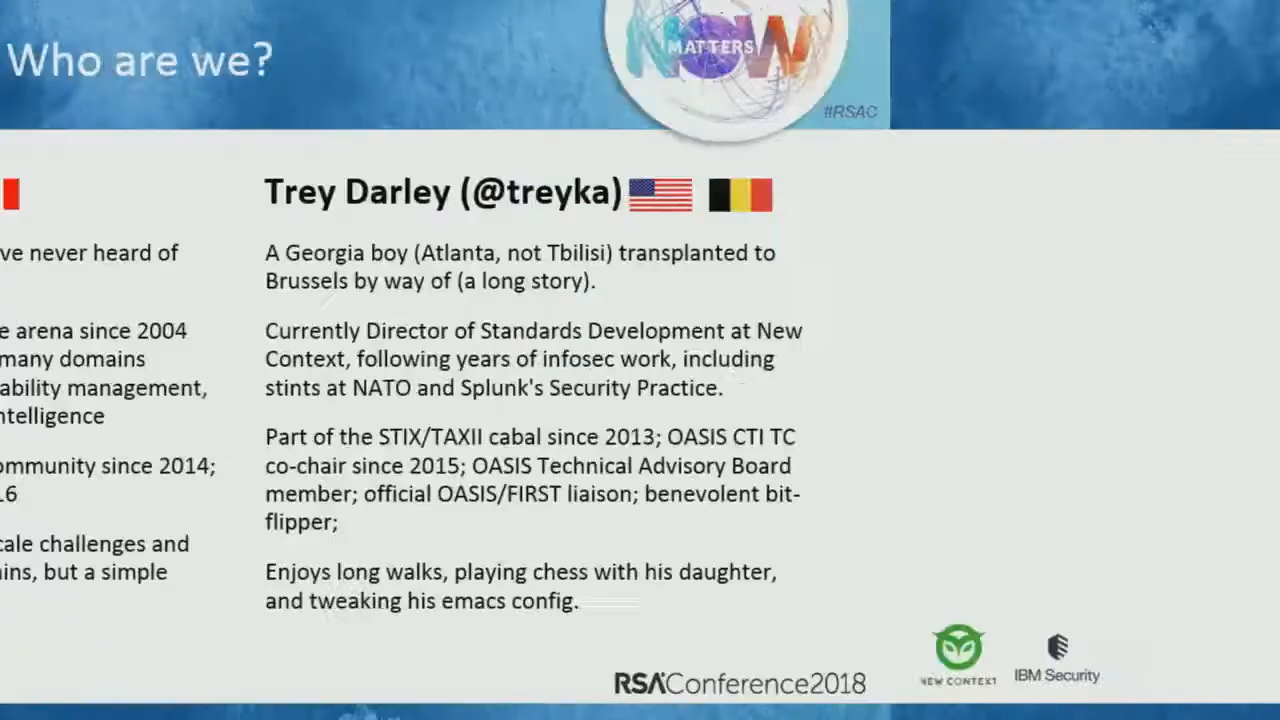 Who are we?
NOW
MATTERS
#RSAC
Trey Darley (@treyka)
ve never heard of
A Georgia boy (Atlanta, not Tbilisi) transplanted to
Brussels by way of (a long story).
e arena since 2004
many domains
ability management,
ntelligence
Currently Director of Standards Development at New
Context, following years of infosec work, including
stints at NATO and Splunk's Security Practice.
ommunity since 2014;
16
Part of the STIX/TAXII cabal since 2013; OASIS CTI TC
co-chair since 2015; OASIS Technical Advisory Board
member; official OASIS/FIRST liaison; benevolent bit-
flipper;
cale challenges and
ins, but a simple
Enjoys long walks, playing chess with his daughter,
and tweaking his emacs config.
RSAConference2018
NEW CONTEXT
IBM Security